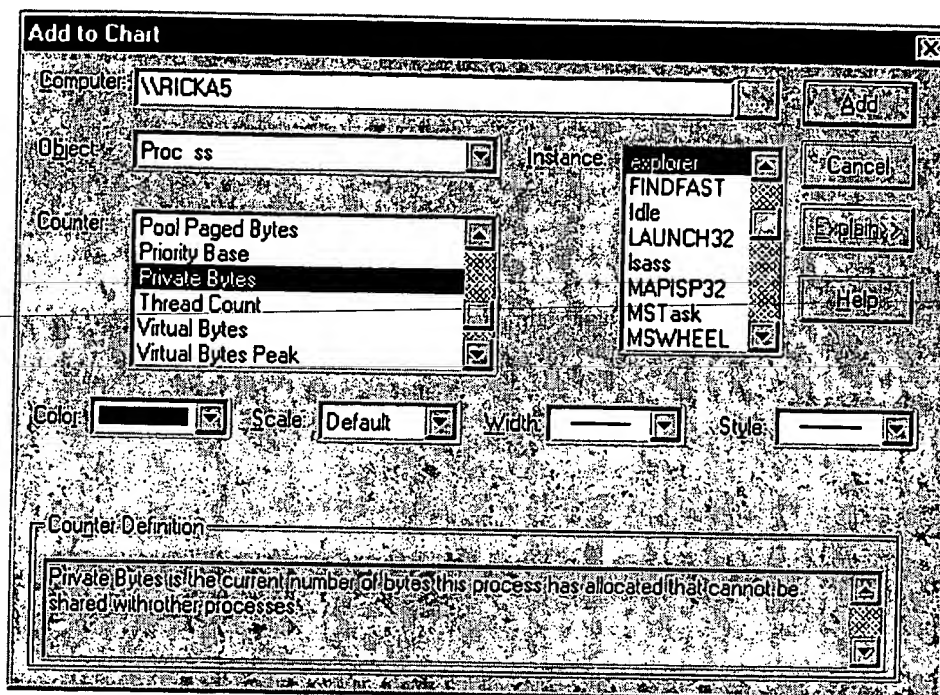 Add to Chart
Computer: \\RICKA5
Add
Object: Proc ss
Instance: explorer
FINDFAST
Idle
LAUNCH32
lsass
MAPISP32
MSTask
MSWHEEL
Cancel
Explain>>
Help
Counter: Pool Paged Bytes
Priority Base
Private Bytes
Thread Count
Virtual Bytes
Virtual Bytes Peak
Color:
Scale: Default
Width:
Style:
Counter Definition
Private Bytes is the current number of bytes this process has allocated that cannot be
shared with other processes.